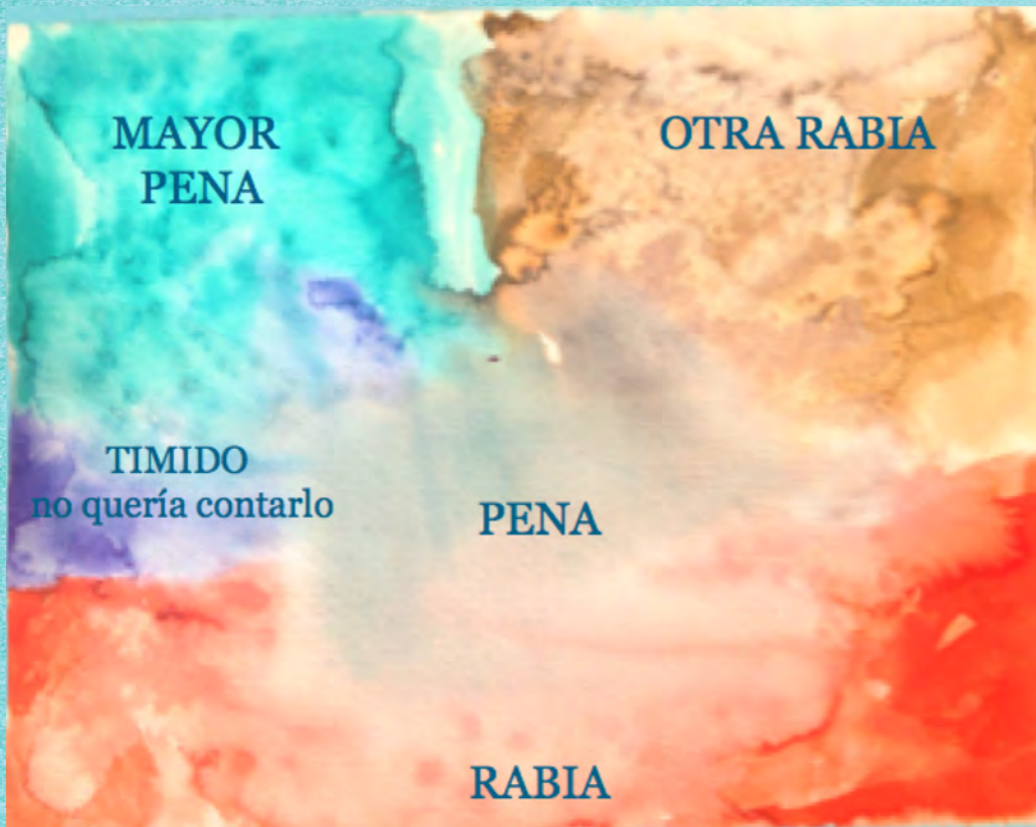 MAYOR
PENA
OTRA RABIA
TIMIDO
no quería contarlo
PENA
RABIA